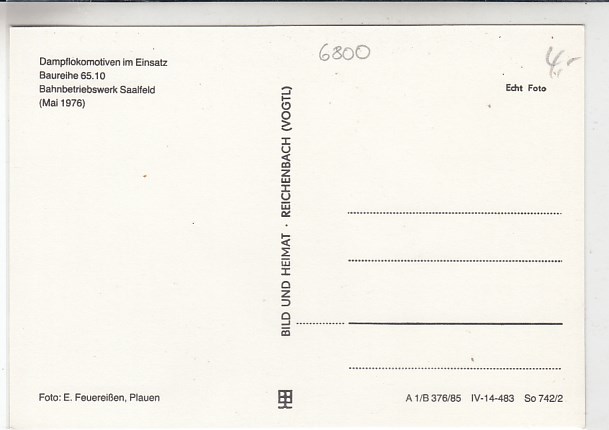 Dampflokomotiven im Einsatz
Baureihe 65.10
Bahnbetriebswerk Saalfeld
(Mai 1976)
6800
4,-
Echt Foto
BILD UND HEIMAT · REICHENBACH (VOGTL)
Foto: E. Feuereißen, Plauen
A 1/B 376/85 IV-14-483 So 742/2